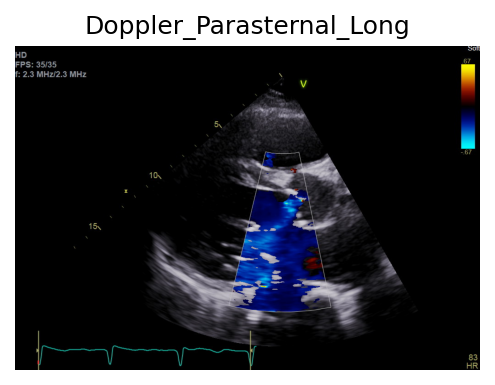 Doppler_Parasternal_Long
HD
FPS: 35/35
f: 2.3 MHz/2.3 MHz
V
67
-67
5
10
15
83
HR